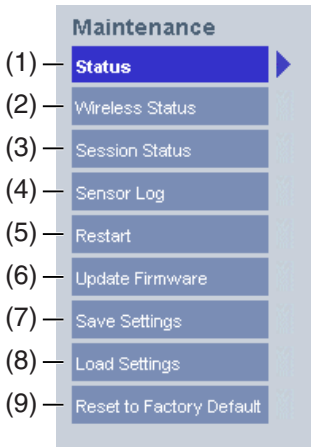 Maintenance
(1) Status
(2) Wireless Status
(3) Session Status
(4) Sensor Log
(5) Restart
(6) Update Firmware
(7) Save Settings
(8) Load Settings
(9) Reset to Factory Default